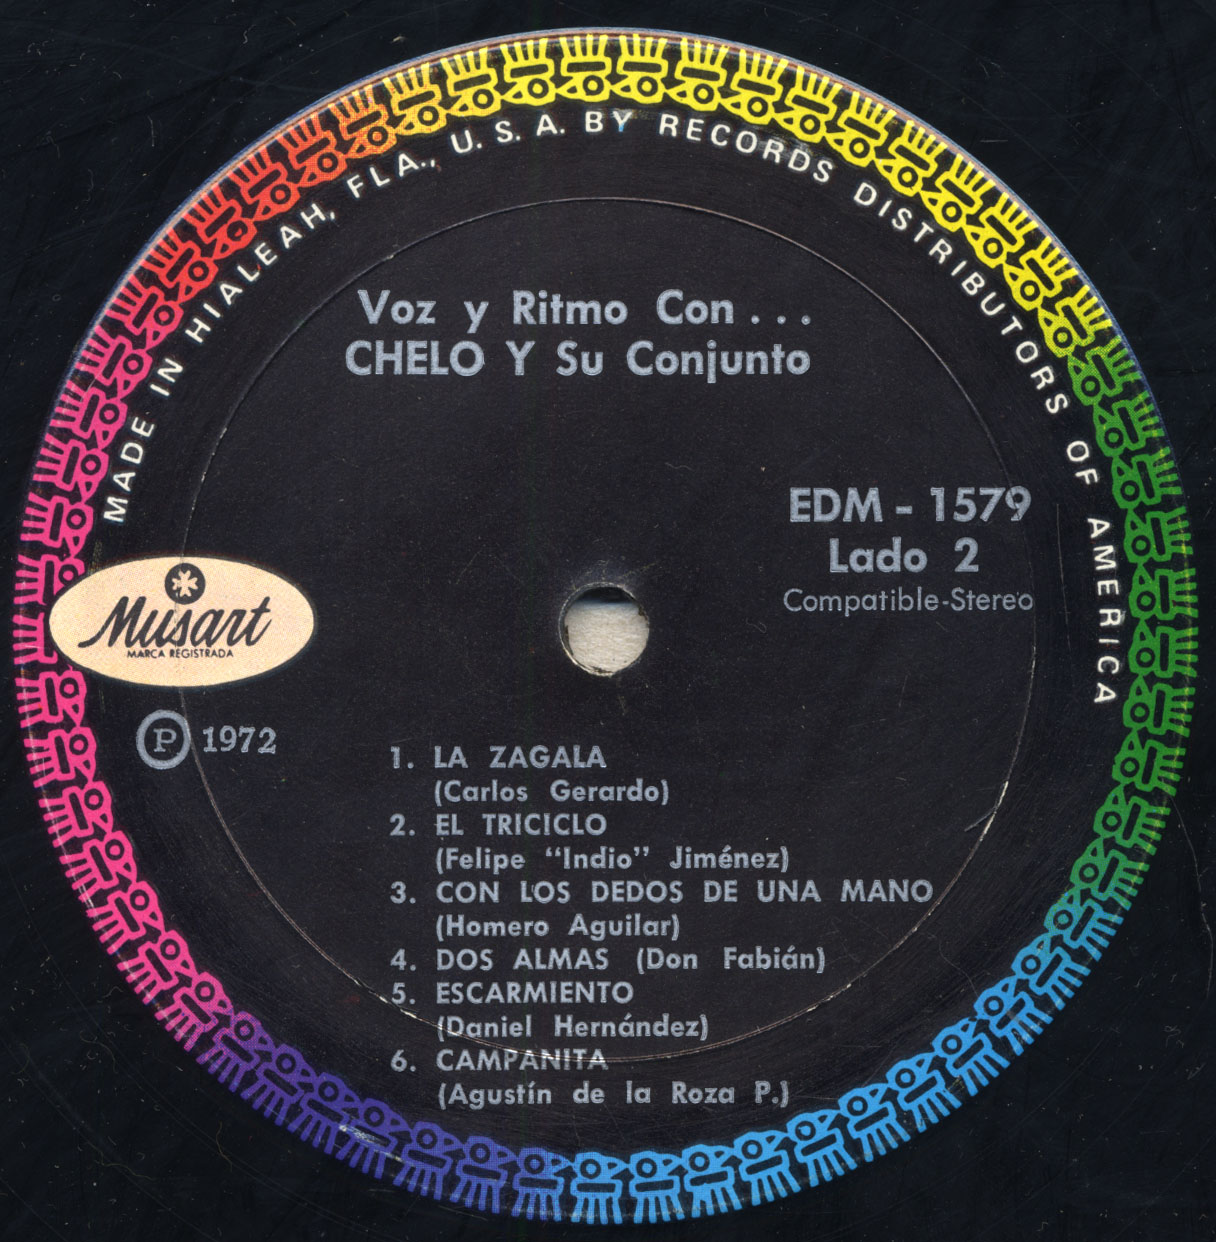 MADE IN HIALEAH, FLA., U. S. A. BY RECORDS DISTRIBUTORS OF AMERICA
Voz y Ritmo Con . . .
CHELO Y Su Conjunto
EDM - 1579
Lado 2
Compatible-Stereo
Musart
MARCA REGISTRADA
Ⓟ 1972
1. LA ZAGALA
(Carlos Gerardo)
2. EL TRICICLO
(Felipe “Indio” Jiménez)
3. CON LOS DEDOS DE UNA MANO
(Homero Aguilar)
4. DOS ALMAS (Don Fabián)
5. ESCARMIENTO
(Daniel Hernández)
6. CAMPANITA
(Agustín de la Roza P.)